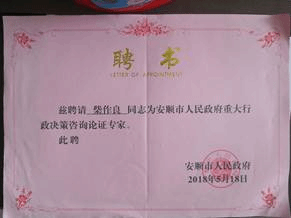 聘书
LETTER OF APPOINTMENT
兹聘请 柴作良 同志为安顺市人民政府重大行
政决策咨询论证专家。
此聘
安顺市人民政府
2018年5月18日